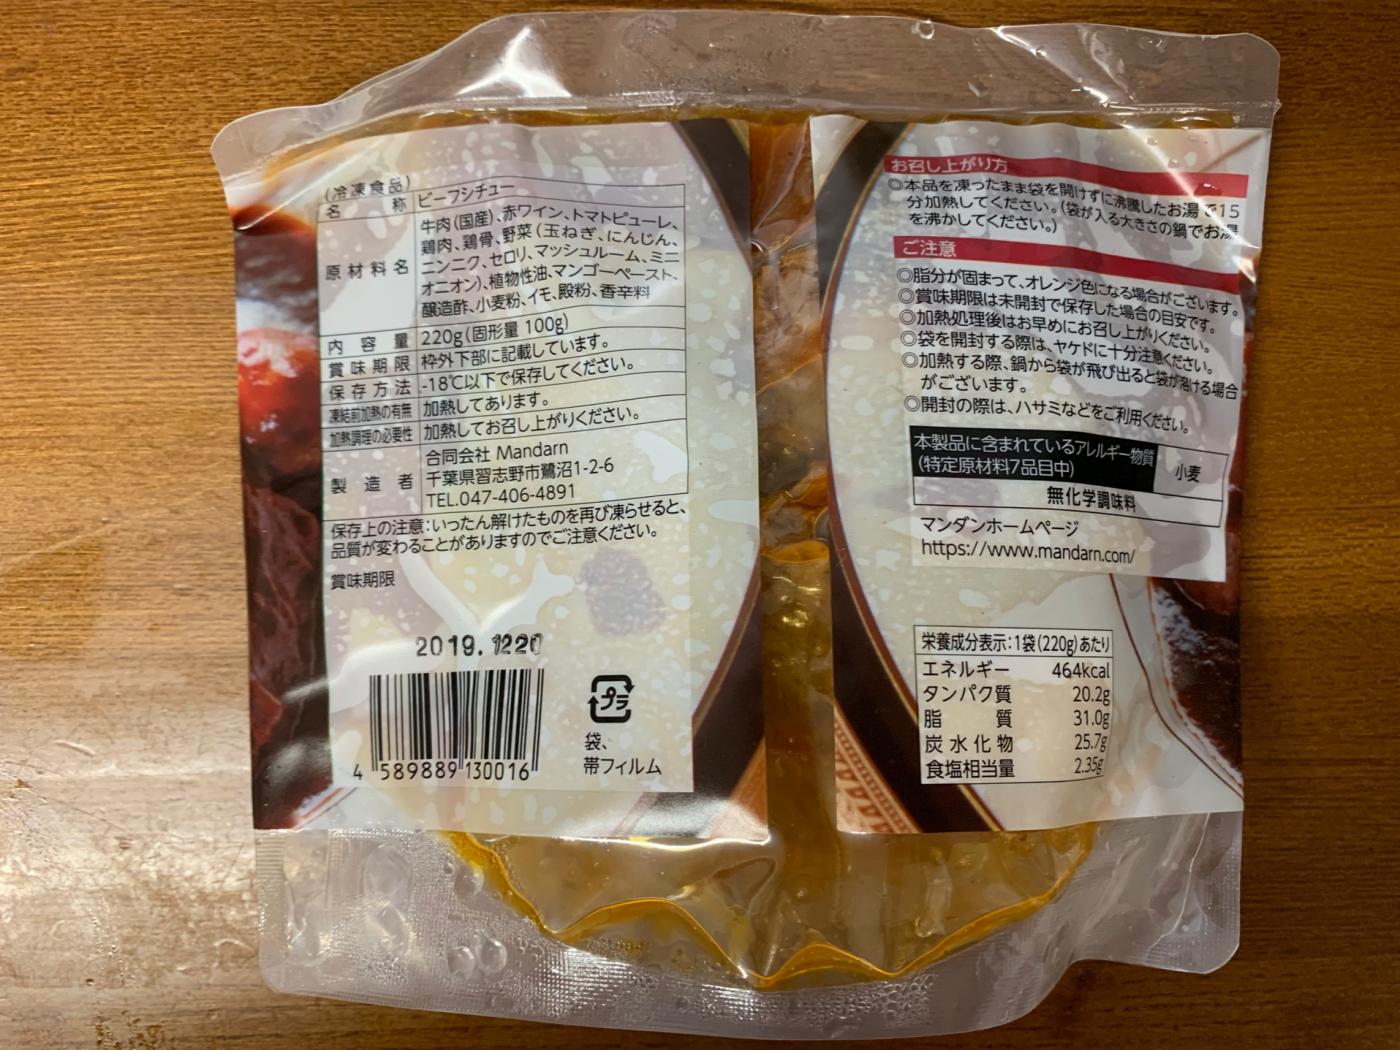 (冷凍食品)
名称 ビーフシチュー
原材料名 牛肉(国産)、赤ワイン、トマトピューレ、
鶏肉、鶏骨、野菜(玉ねぎ、にんじん、
ニンニク、セロリ、マッシュルーム、ミニ
オニオン)、植物性油、マンゴーペースト、
醸造酢、小麦粉、イモ、殿粉、香辛料
内容量 220g(固形量 100g)
賞味期限 枠外下部に記載しています。
保存方法 -18℃以下で保存してください。
凍結前加熱の有無 加熱してあります。
加熱調理の必要性 加熱してお召し上がりください。
製造者 合同会社 Mandarn
千葉県習志野市鷺沼1-2-6
TEL.047-406-4891
保存上の注意:いったん解けたものを再び凍らせると、
品質が変わることがありますのでご注意ください。
賞味期限
2019.1220
4 589889 130016
プラ
袋、
帯フィルム
お召し上がり方
◎本品を凍ったまま袋を開けずに沸騰したお湯で15
分加熱してください。(袋が入る大きさの鍋でお湯
を沸かしてください。)
ご注意
◎脂分が固まって、オレンジ色になる場合がございます。
◎賞味期限は未開封で保存した場合の目安です。
◎加熱処理後はお早めにお召し上がりください。
◎袋を開封する際は、ヤケドに十分注意ください。
◎加熱する際、鍋から袋が飛び出ると袋が溶ける場合
がございます。
◎開封の際は、ハサミなどをご利用ください。
本製品に含まれているアレルギー物質
(特定原材料7品目中) 小麦
無化学調味料
マンダンホームページ
https://www.mandarn.com/
栄養成分表示:1袋(220g)あたり
エネルギー 464kcal
タンパク質 20.2g
脂質 31.0g
炭水化物 25.7g
食塩相当量 2.35g